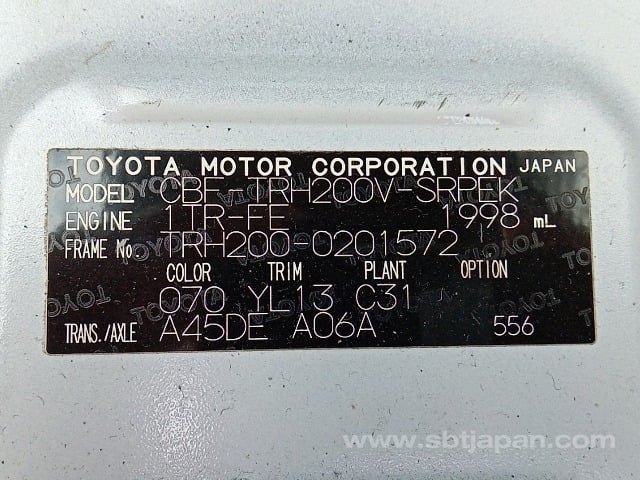 TOYOTA MOTOR CORPORATION JAPAN
MODEL CBF-TRH200V-SRPEK
ENGINE 1TR-FE 1998 mL
FRAME No. TRH200-0201572
COLOR TRIM PLANT OPTION
070 YL13 C31
TRANS./AXLE A45DE A06A 556
www.sbtjapan.com